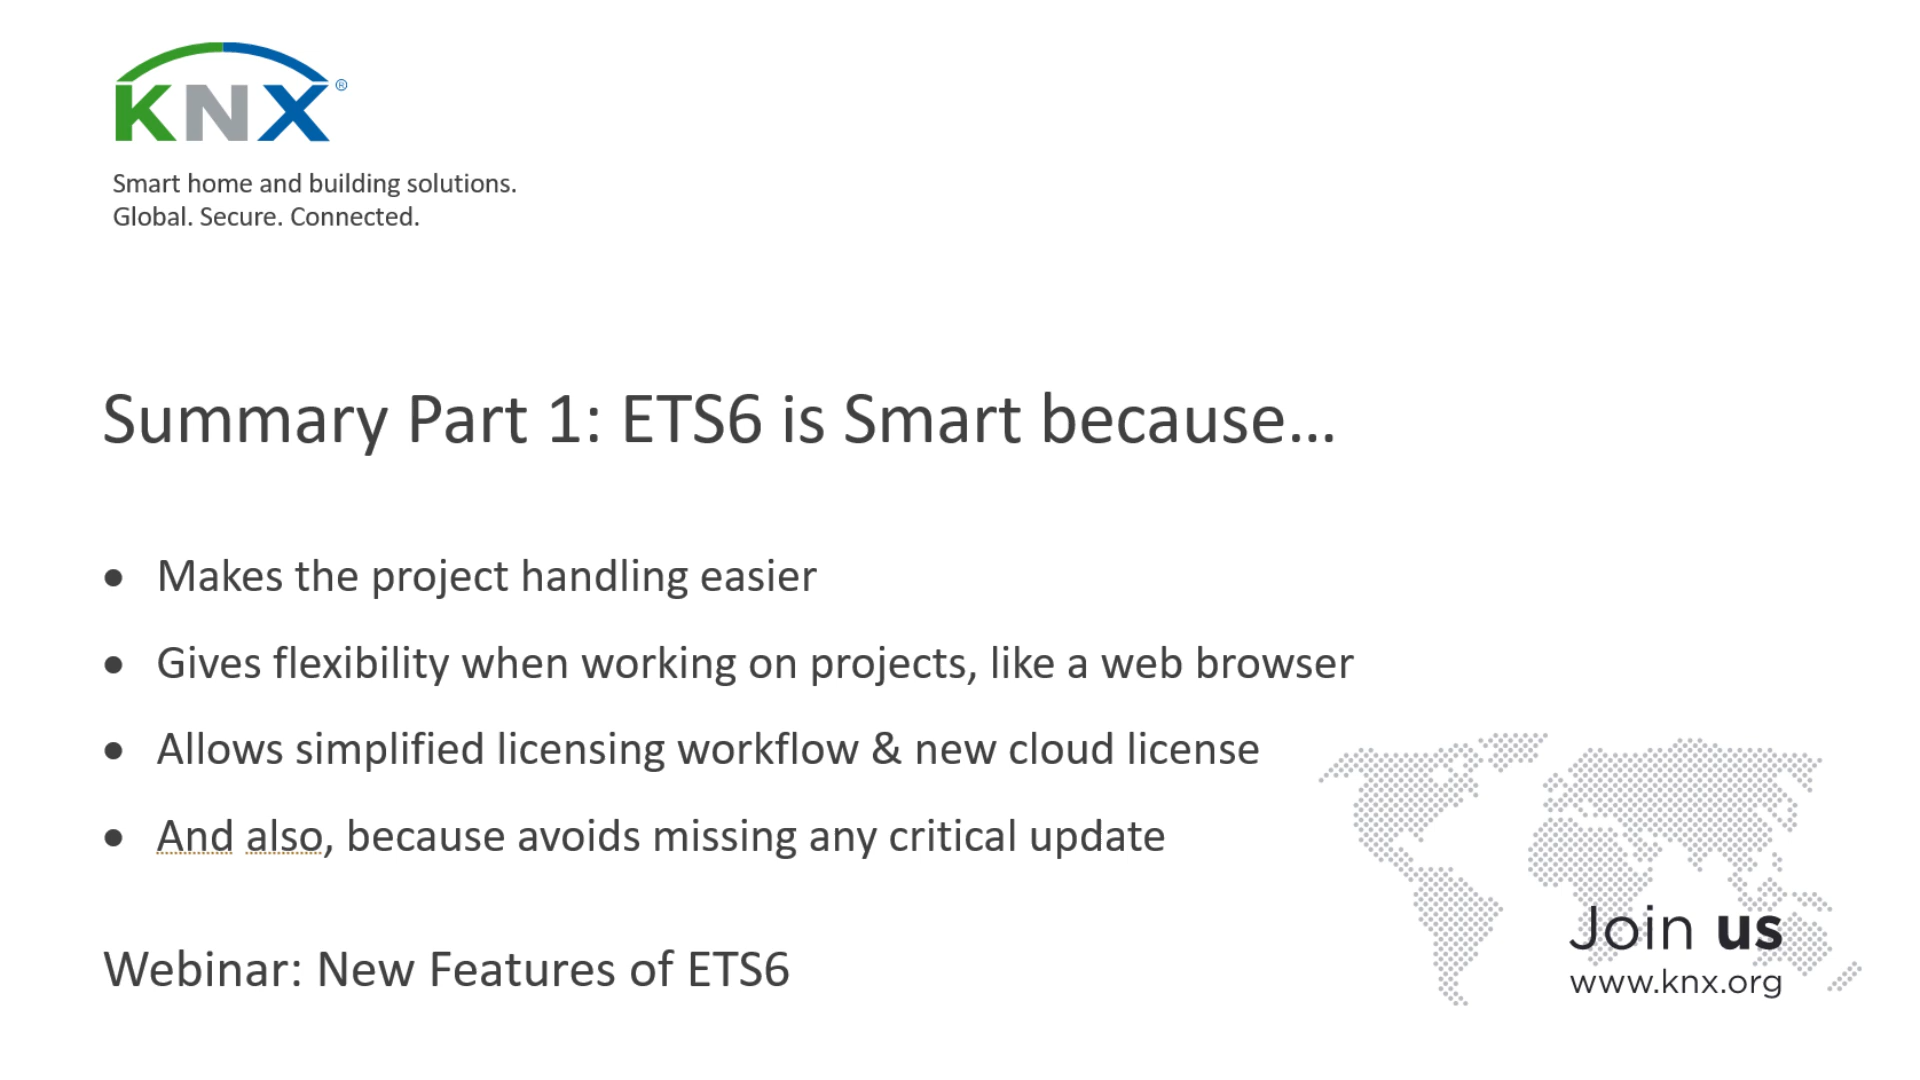 KNX®
Smart home and building solutions.
Global. Secure. Connected.
Summary Part 1: ETS6 is Smart because...
• Makes the project handling easier
• Gives flexibility when working on projects, like a web browser
• Allows simplified licensing workflow & new cloud license
• And also, because avoids missing any critical update
Webinar: New Features of ETS6
Join us
www.knx.org